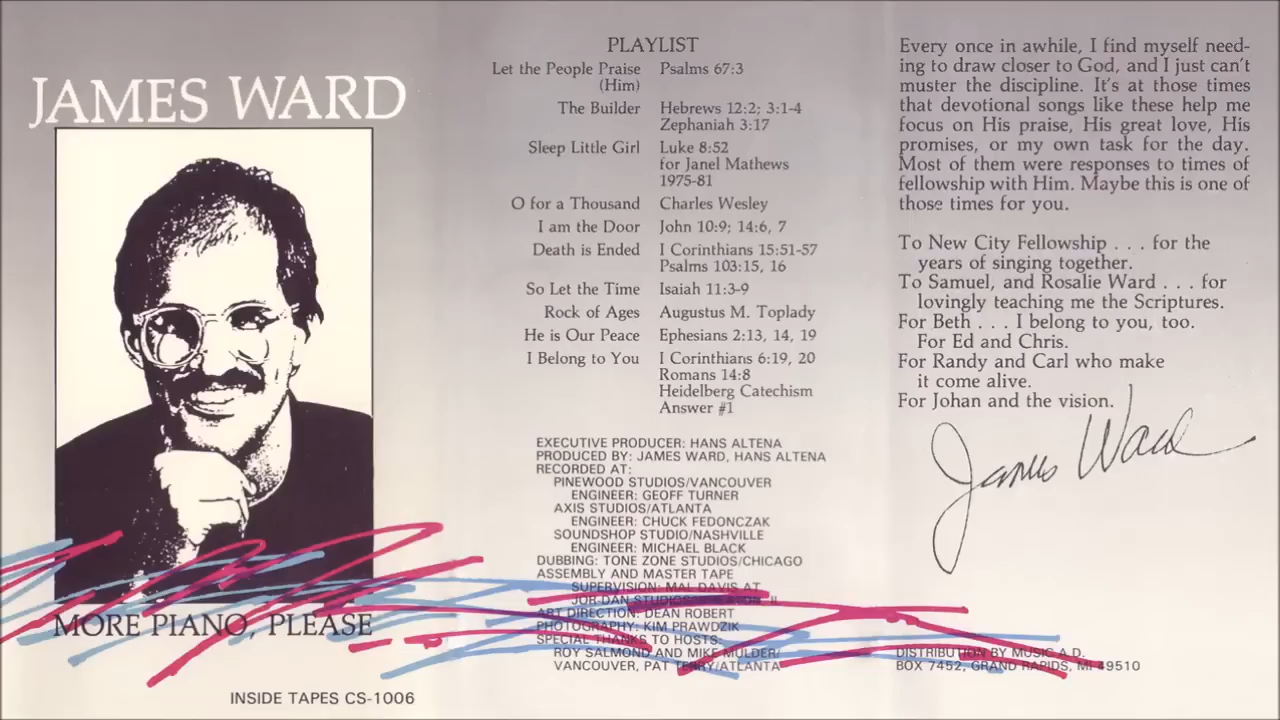 JAMES WARD
MORE PIANO, PLEASE
INSIDE TAPES CS-1006
PLAYLIST
Let the People Praise (Him) Psalms 67:3
The Builder Hebrews 12:2; 3:1-4
Zephaniah 3:17
Sleep Little Girl Luke 8:52
for Janel Mathews
1975-81
O for a Thousand Charles Wesley
I am the Door John 10:9; 14:6, 7
Death is Ended I Corinthians 15:51-57
Psalms 103:15, 16
So Let the Time Isaiah 11:3-9
Rock of Ages Augustus M. Toplady
He is Our Peace Ephesians 2:13, 14, 19
I Belong to You I Corinthians 6:19, 20
Romans 14:8
Heidelberg Catechism
Answer #1
EXECUTIVE PRODUCER: HANS ALTENA
PRODUCED BY: JAMES WARD, HANS ALTENA
RECORDED AT:
PINEWOOD STUDIOS/VANCOUVER
ENGINEER: GEOFF TURNER
AXIS STUDIOS/ATLANTA
ENGINEER: CHUCK FEDONCZAK
SOUNDSHOP STUDIO/NASHVILLE
ENGINEER: MICHAEL BLACK
DUBBING: TONE ZONE STUDIOS/CHICAGO
ASSEMBLY AND MASTER TAPE
SUPERVISION: MAL DAVIS AT
JOR-DAN STUDIOS
ART DIRECTION: DEAN ROBERT
PHOTOGRAPHY: KIM PRAWDZIK
SPECIAL THANKS TO HOSTS:
ROY SALMOND AND MIKE MULDER/
VANCOUVER, PAT TERRY/ATLANTA
Every once in awhile, I find myself need-
ing to draw closer to God, and I just can't
muster the discipline. It's at those times
that devotional songs like these help me
focus on His praise, His great love, His
promises, or my own task for the day.
Most of them were responses to times of
fellowship with Him. Maybe this is one of
those times for you.
To New City Fellowship . . . for the
years of singing together.
To Samuel, and Rosalie Ward . . . for
lovingly teaching me the Scriptures.
For Beth . . . I belong to you, too.
For Ed and Chris.
For Randy and Carl who make
it come alive.
For Johan and the vision.
James Ward
DISTRIBUTION BY MUSIC A.D.
BOX 7452, GRAND RAPIDS, MI 49510